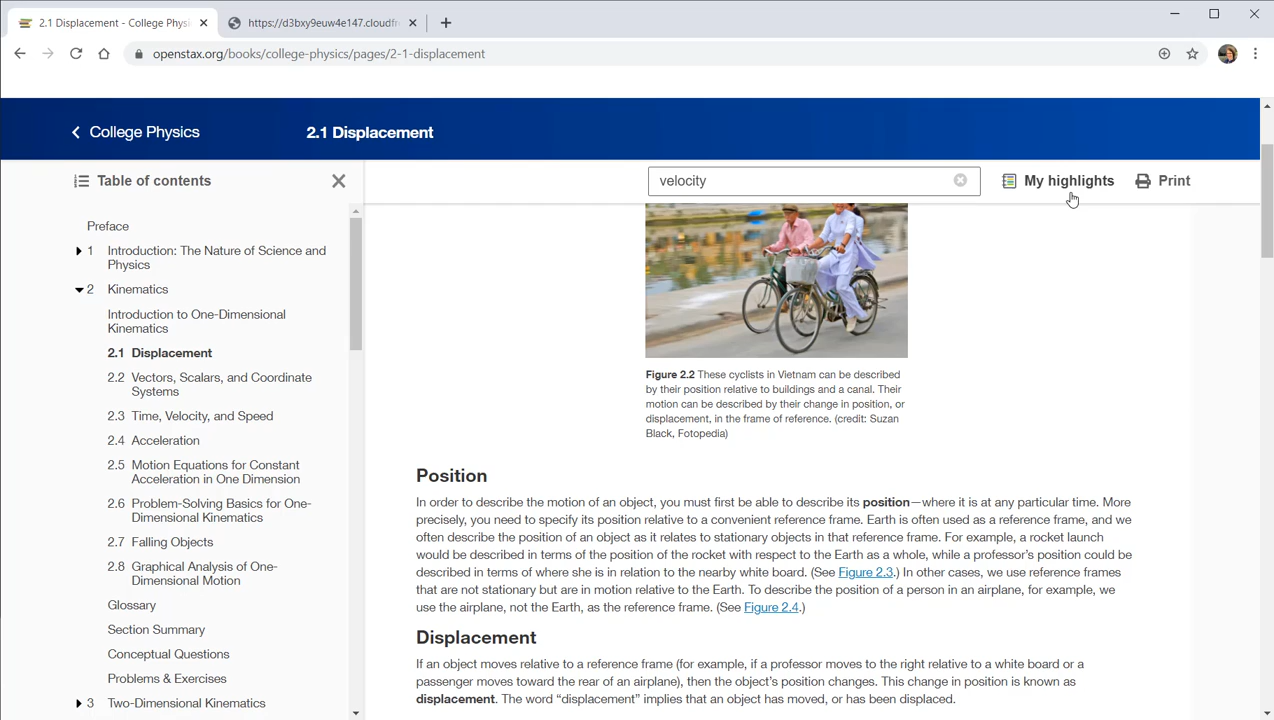 2.1 Displacement - College Physi
https://d3bxy9euw4e147.cloudfr
openstax.org/books/college-physics/pages/2-1-displacement
College Physics
2.1 Displacement
Table of contents
velocity
My highlights
Print
Preface
1 Introduction: The Nature of Science and
Physics
2 Kinematics
Introduction to One-Dimensional
Kinematics
2.1 Displacement
2.2 Vectors, Scalars, and Coordinate
Systems
2.3 Time, Velocity, and Speed
2.4 Acceleration
2.5 Motion Equations for Constant
Acceleration in One Dimension
2.6 Problem-Solving Basics for One-
Dimensional Kinematics
2.7 Falling Objects
2.8 Graphical Analysis of One-
Dimensional Motion
Glossary
Section Summary
Conceptual Questions
Problems & Exercises
3 Two-Dimensional Kinematics
Figure 2.2 These cyclists in Vietnam can be described
by their position relative to buildings and a canal. Their
motion can be described by their change in position, or
displacement, in the frame of reference. (credit: Suzan
Black, Fotopedia)
Position
In order to describe the motion of an object, you must first be able to describe its position—where it is at any particular time. More
precisely, you need to specify its position relative to a convenient reference frame. Earth is often used as a reference frame, and we
often describe the position of an object as it relates to stationary objects in that reference frame. For example, a rocket launch
would be described in terms of the position of the rocket with respect to the Earth as a whole, while a professor's position could be
described in terms of where she is in relation to the nearby white board. (See Figure 2.3.) In other cases, we use reference frames
that are not stationary but are in motion relative to the Earth. To describe the position of a person in an airplane, for example, we
use the airplane, not the Earth, as the reference frame. (See Figure 2.4.)
Displacement
If an object moves relative to a reference frame (for example, if a professor moves to the right relative to a white board or a
passenger moves toward the rear of an airplane), then the object's position changes. This change in position is known as
displacement. The word “displacement” implies that an object has moved, or has been displaced.